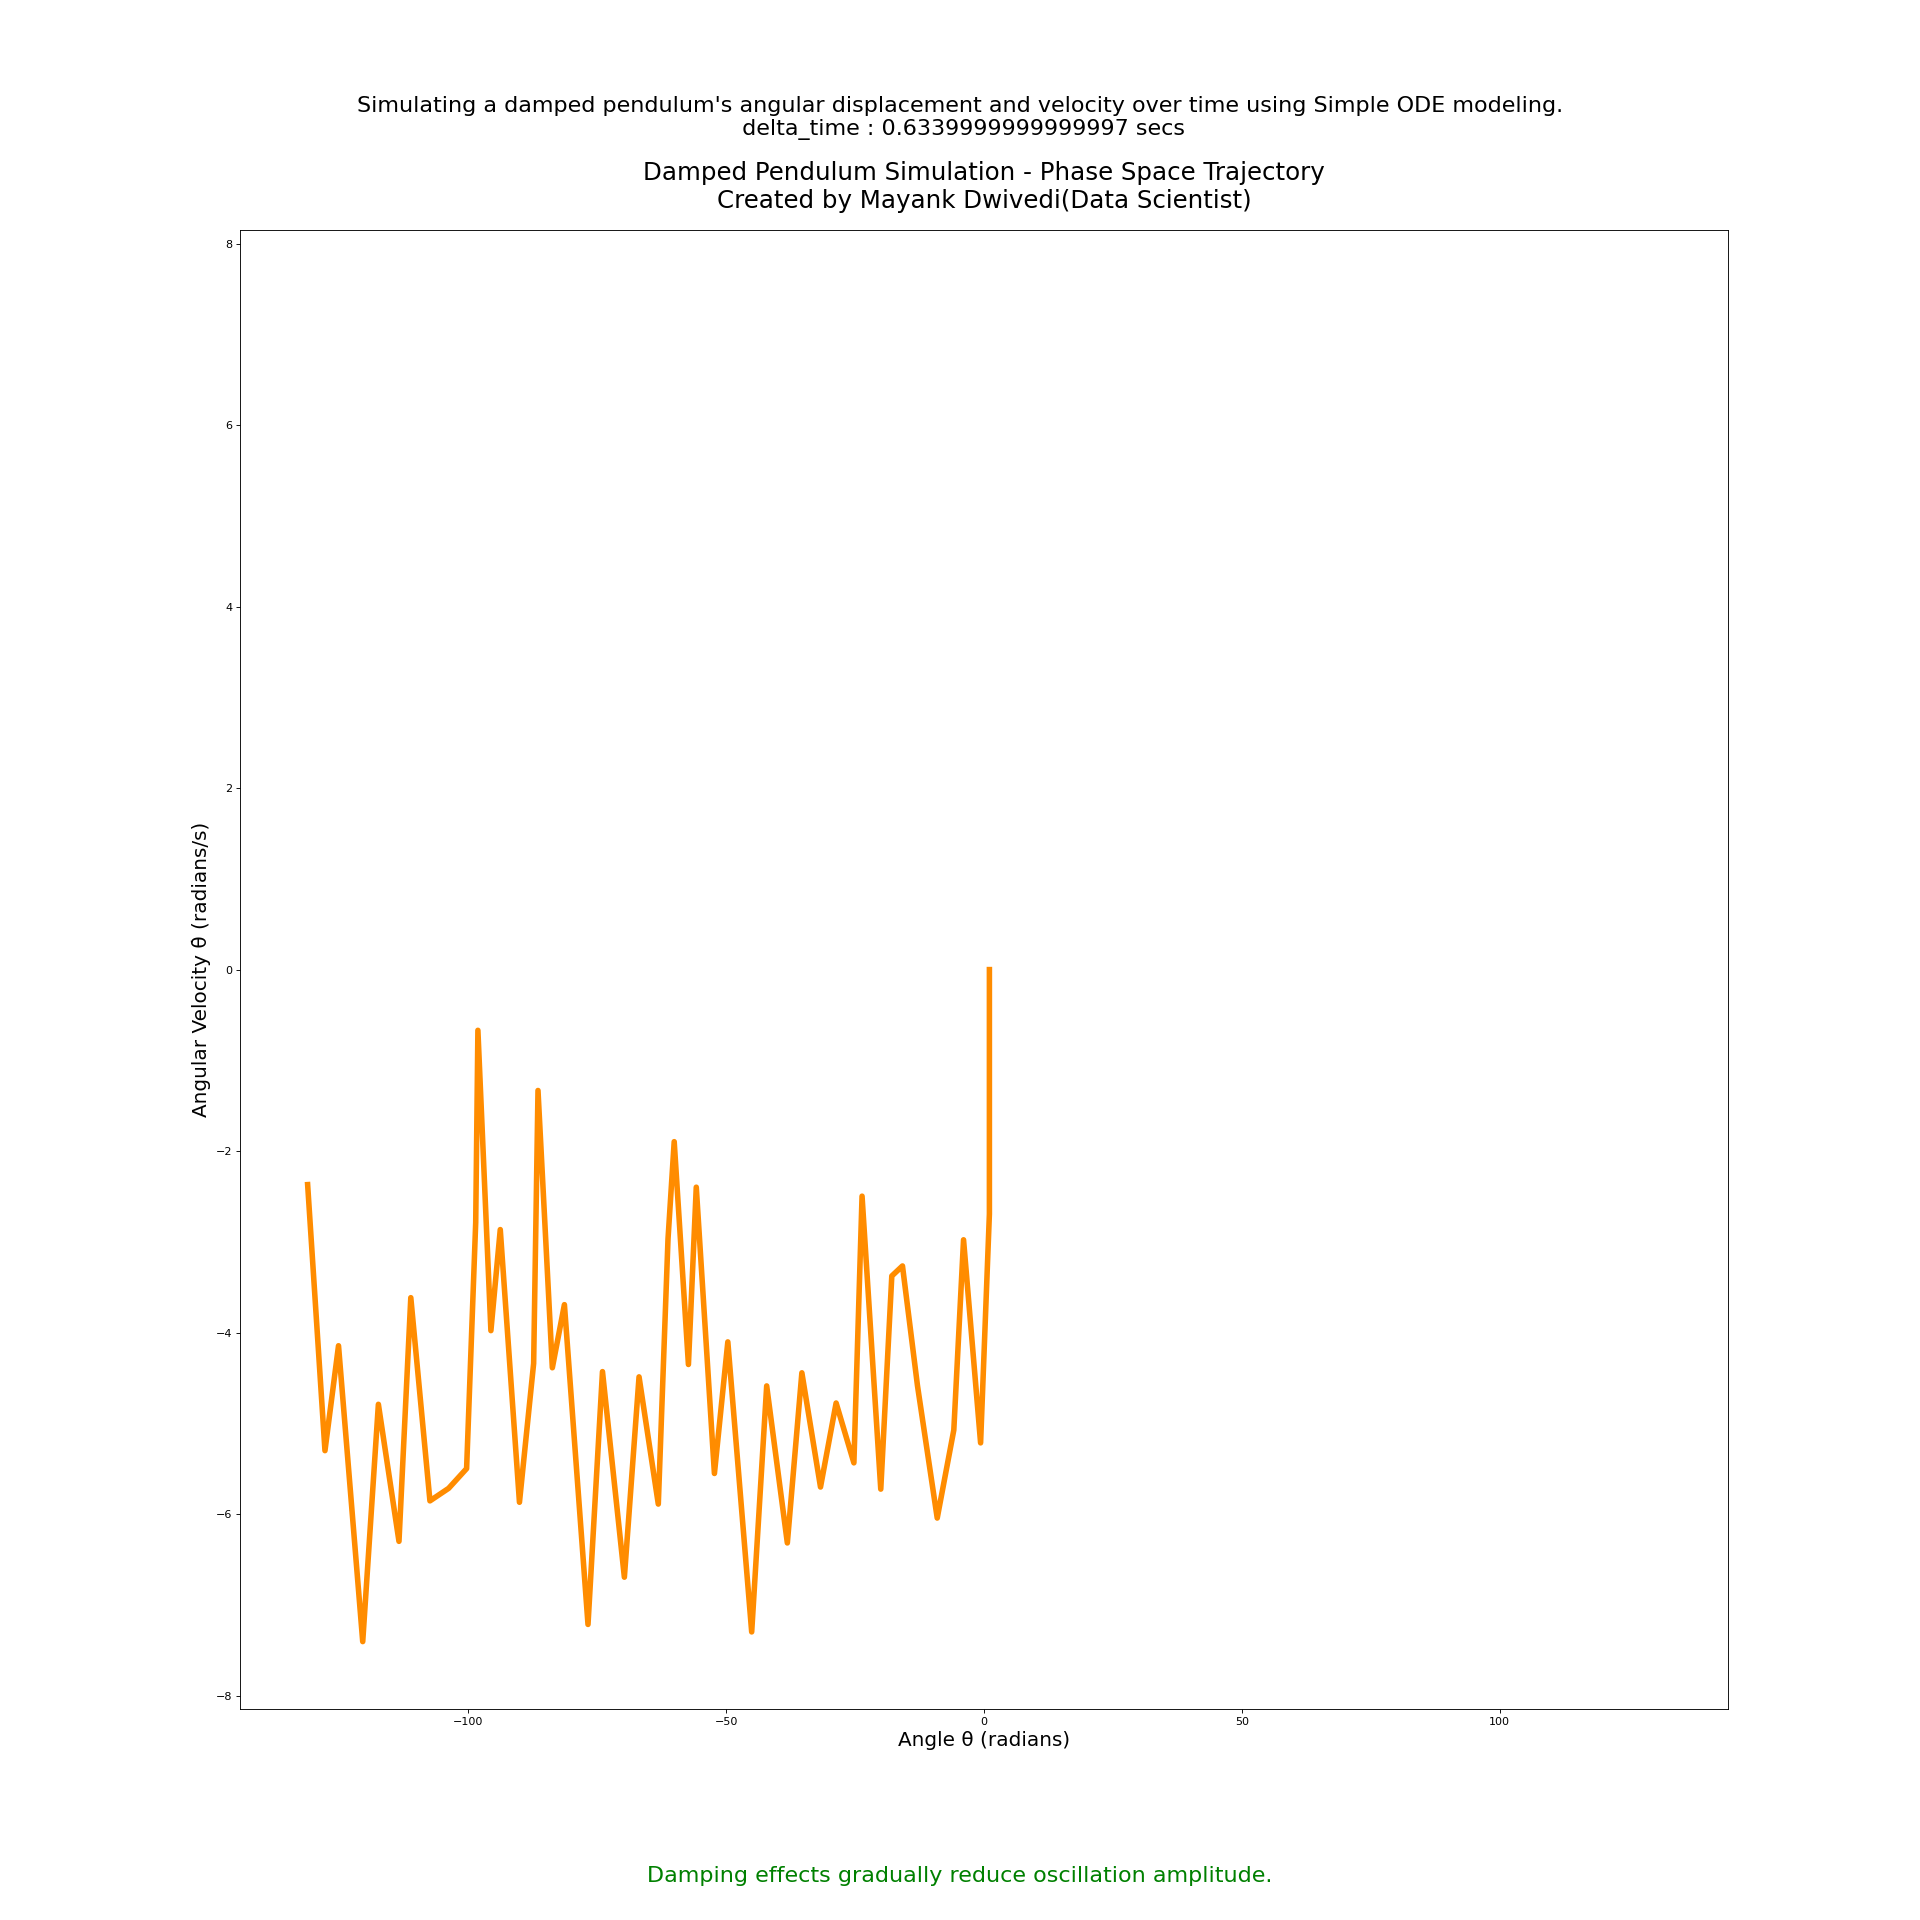 Simulating a damped pendulum's angular displacement and velocity over time using Simple ODE modeling.
delta_time : 0.6339999999999997 secs
Damped Pendulum Simulation - Phase Space Trajectory
Created by Mayank Dwivedi(Data Scientist)
8
6
4
2
0
−2
−4
−6
−8
Angular Velocity θ̇ (radians/s)
−100
−50
0
50
100
Angle θ (radians)
Damping effects gradually reduce oscillation amplitude.